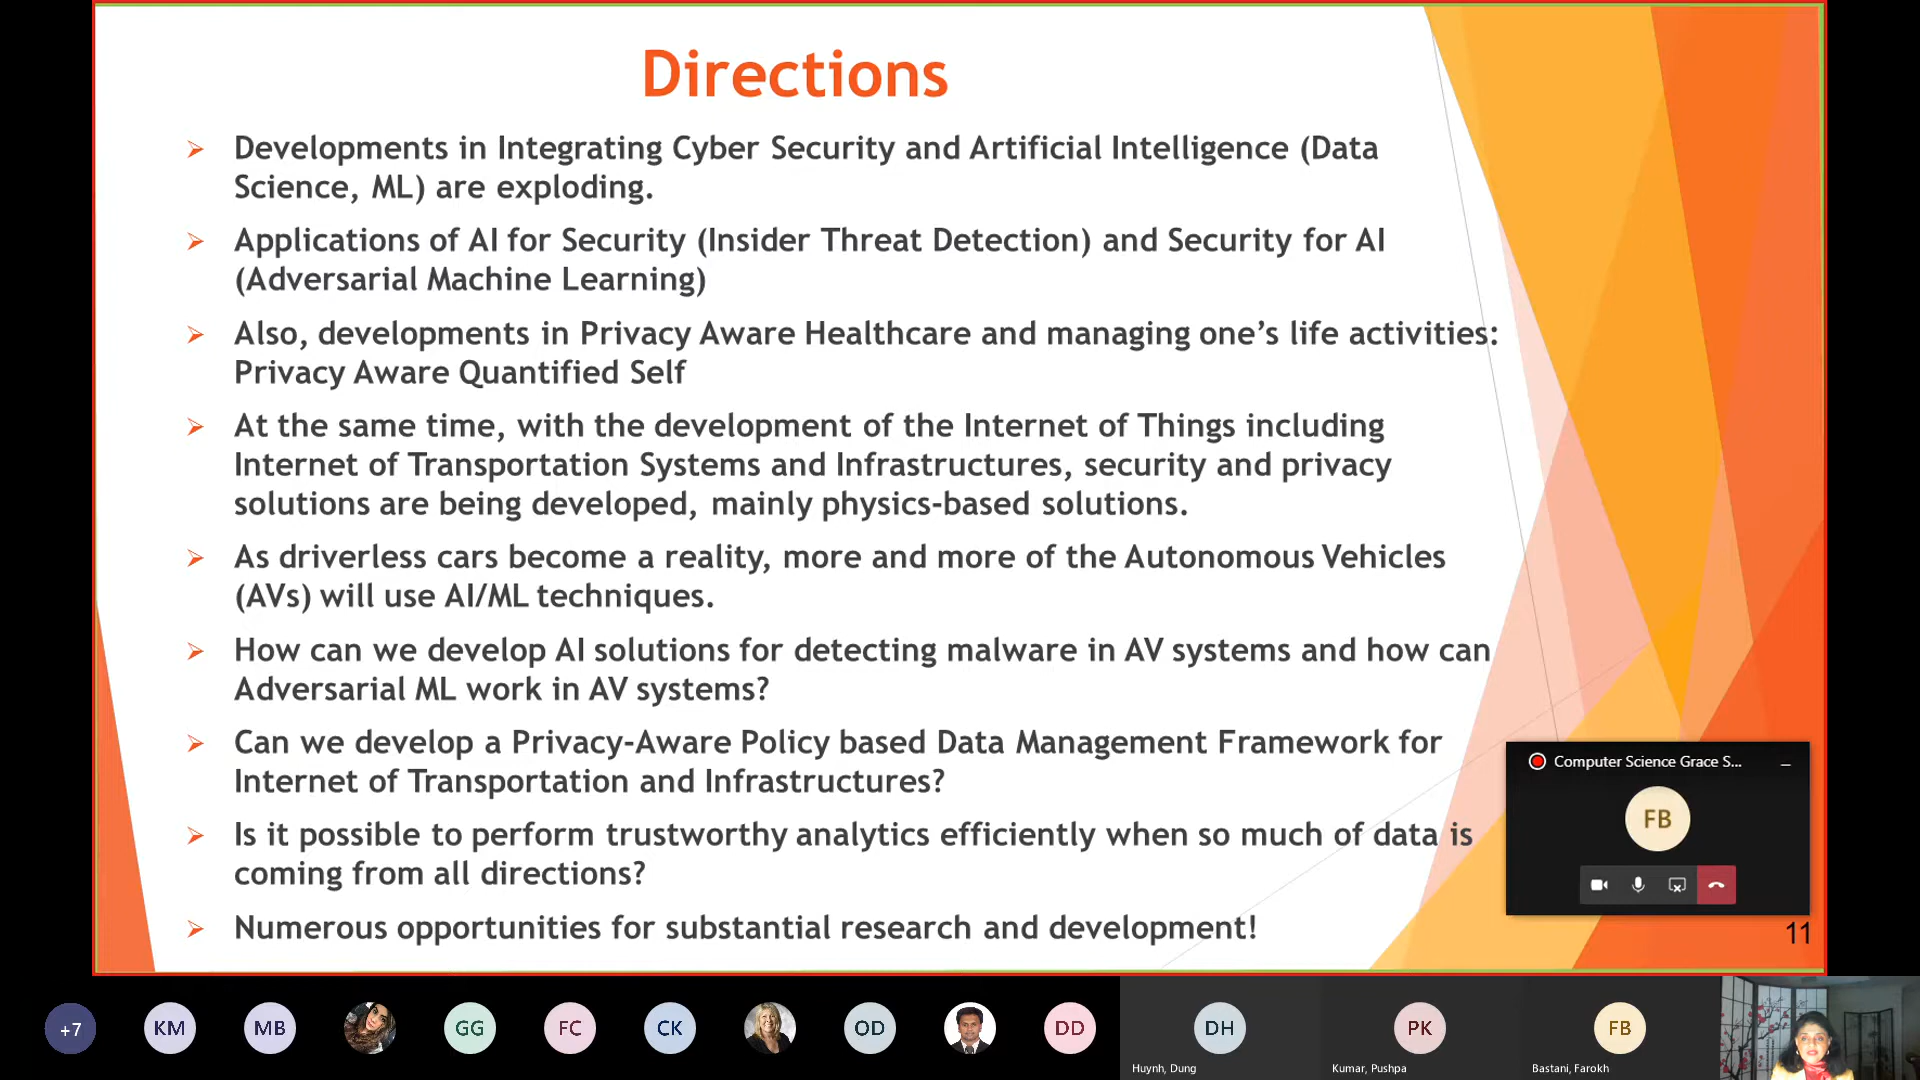 Directions
Developments in Integrating Cyber Security and Artificial Intelligence (Data
Science, ML) are exploding.
Applications of AI for Security (Insider Threat Detection) and Security for AI
(Adversarial Machine Learning)
Also, developments in Privacy Aware Healthcare and managing one's life activities:
Privacy Aware Quantified Self
At the same time, with the development of the Internet of Things including
Internet of Transportation Systems and Infrastructures, security and privacy
solutions are being developed, mainly physics-based solutions.
As driverless cars become a reality, more and more of the Autonomous Vehicles
(AVs) will use AI/ML techniques.
How can we develop AI solutions for detecting malware in AV systems and how can
Adversarial ML work in AV systems?
Can we develop a Privacy-Aware Policy based Data Management Framework for
Internet of Transportation and Infrastructures?
Is it possible to perform trustworthy analytics efficiently when so much of data is
coming from all directions?
Numerous opportunities for substantial research and development!
Computer Science Grace S...
FB
11
+7
KM
MB
GG
FC
CK
OD
DD
DH
PK
FB
Huynh, Dung
Kumar, Pushpa
Bastani, Farokh